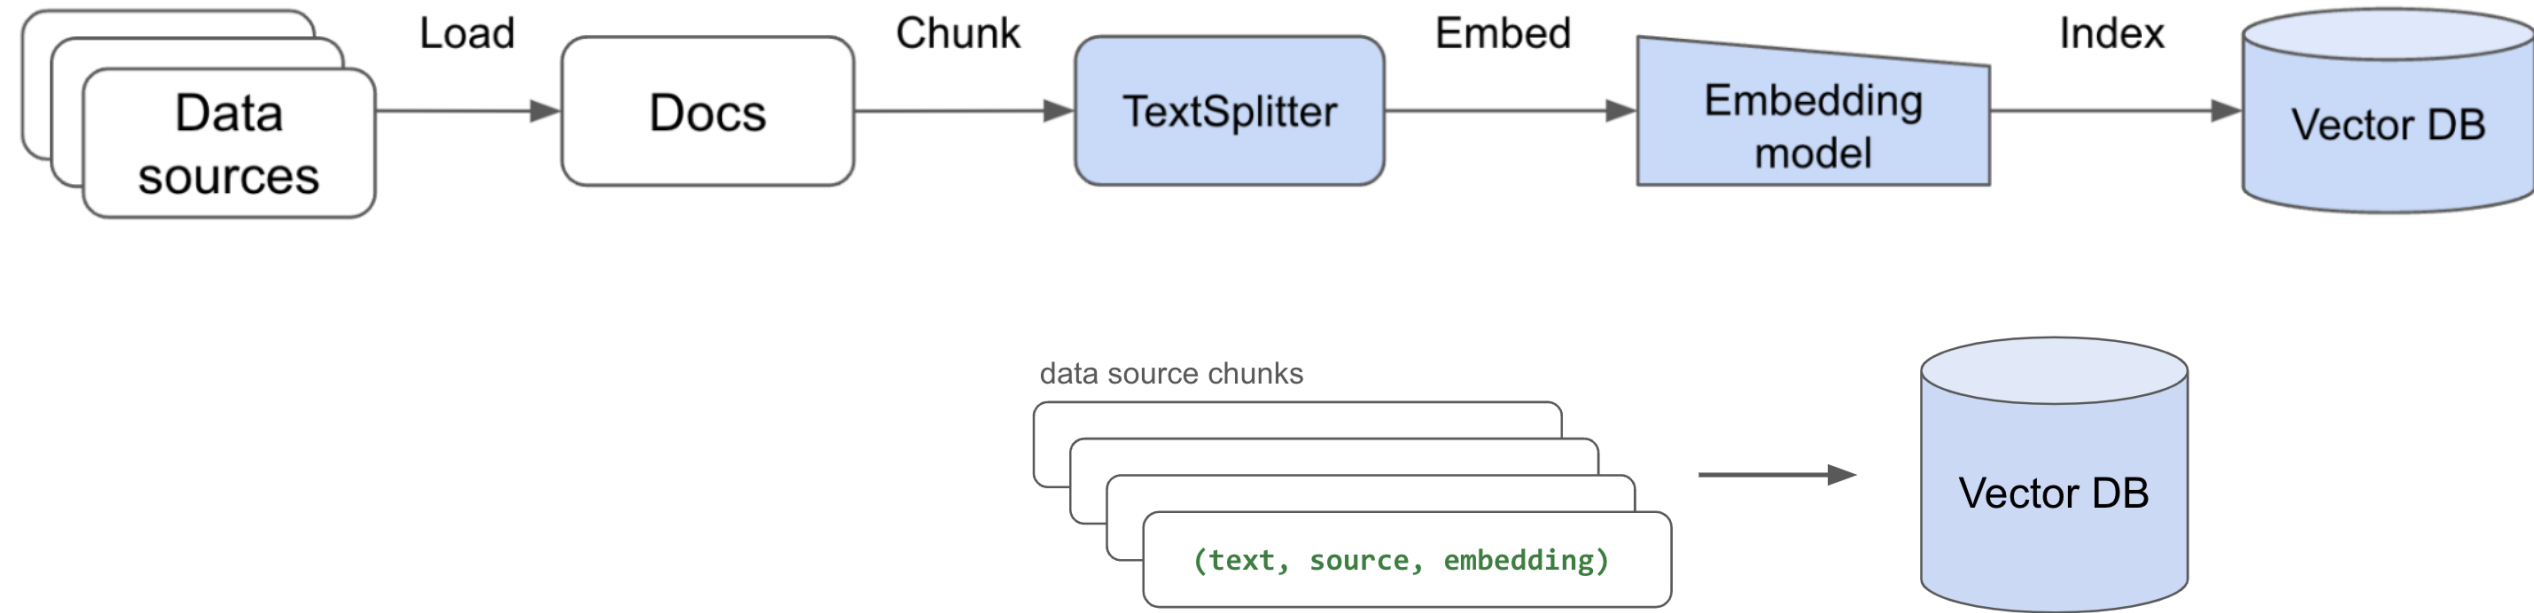 Load
Chunk
Embed
Index
Data
sources
Docs
TextSplitter
Embedding
model
Vector DB
data source chunks
(text, source, embedding)
Vector DB